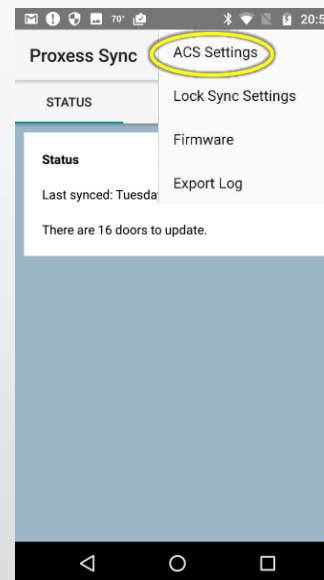 70° 20:5
Proxess Sync
ACS Settings
STATUS
Lock Sync Settings
Firmware
Export Log
Status
Last synced: Tuesda
There are 16 doors to update.